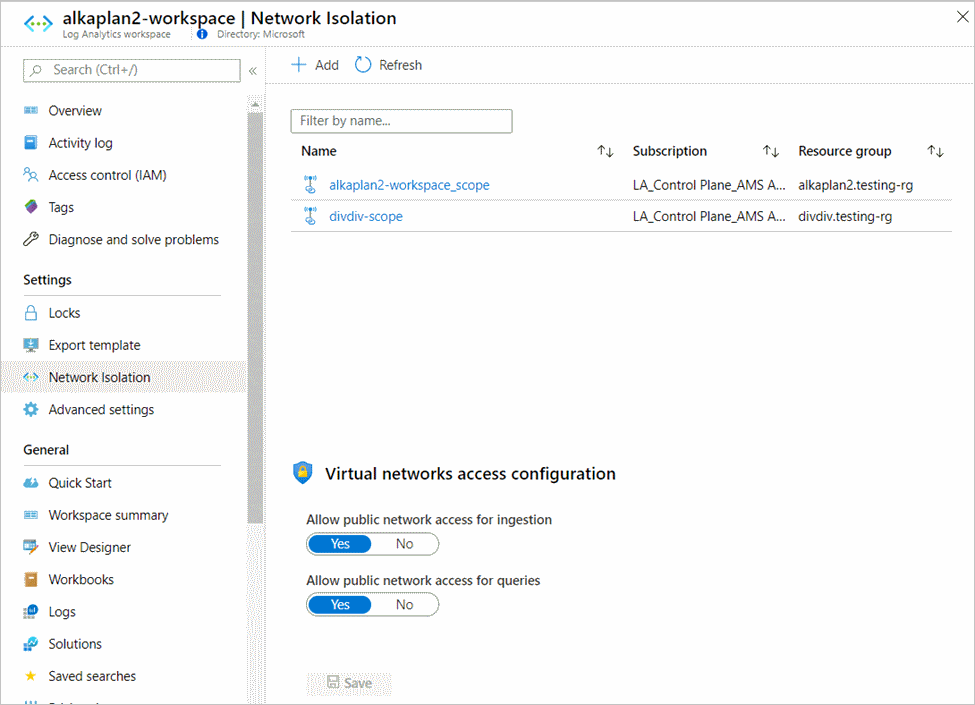 alkaplan2-workspace | Network Isolation
Log Analytics workspace
Directory: Microsoft
Search (Ctrl+/)
Overview
Activity log
Access control (IAM)
Tags
Diagnose and solve problems
Settings
Locks
Export template
Network Isolation
Advanced settings
General
Quick Start
Workspace summary
View Designer
Workbooks
Logs
Solutions
Saved searches
Add Refresh
Filter by name...
Name Subscription Resource group
alkaplan2-workspace_scope LA_Control Plane_AMS A... alkaplan2.testing-rg
divdiv-scope LA_Control Plane_AMS A... divdiv.testing-rg
Virtual networks access configuration
Allow public network access for ingestion
Yes No
Allow public network access for queries
Yes No
Save